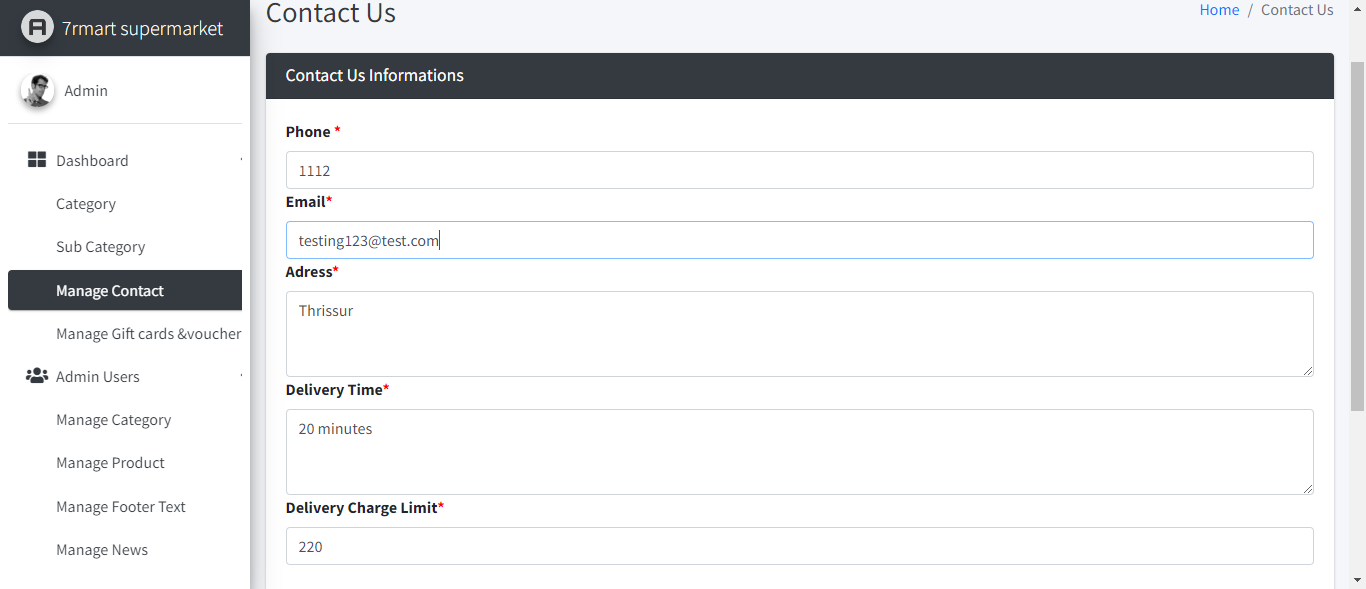 7rmart supermarket
Admin
Dashboard
Category
Sub Category
Manage Contact
Manage Gift cards &voucher
Admin Users
Manage Category
Manage Product
Manage Footer Text
Manage News
Contact Us
Home / Contact Us
Contact Us Informations
Phone *
1112
Email*
testing123@test.com
Adress*
Thrissur
Delivery Time*
20 minutes
Delivery Charge Limit*
220